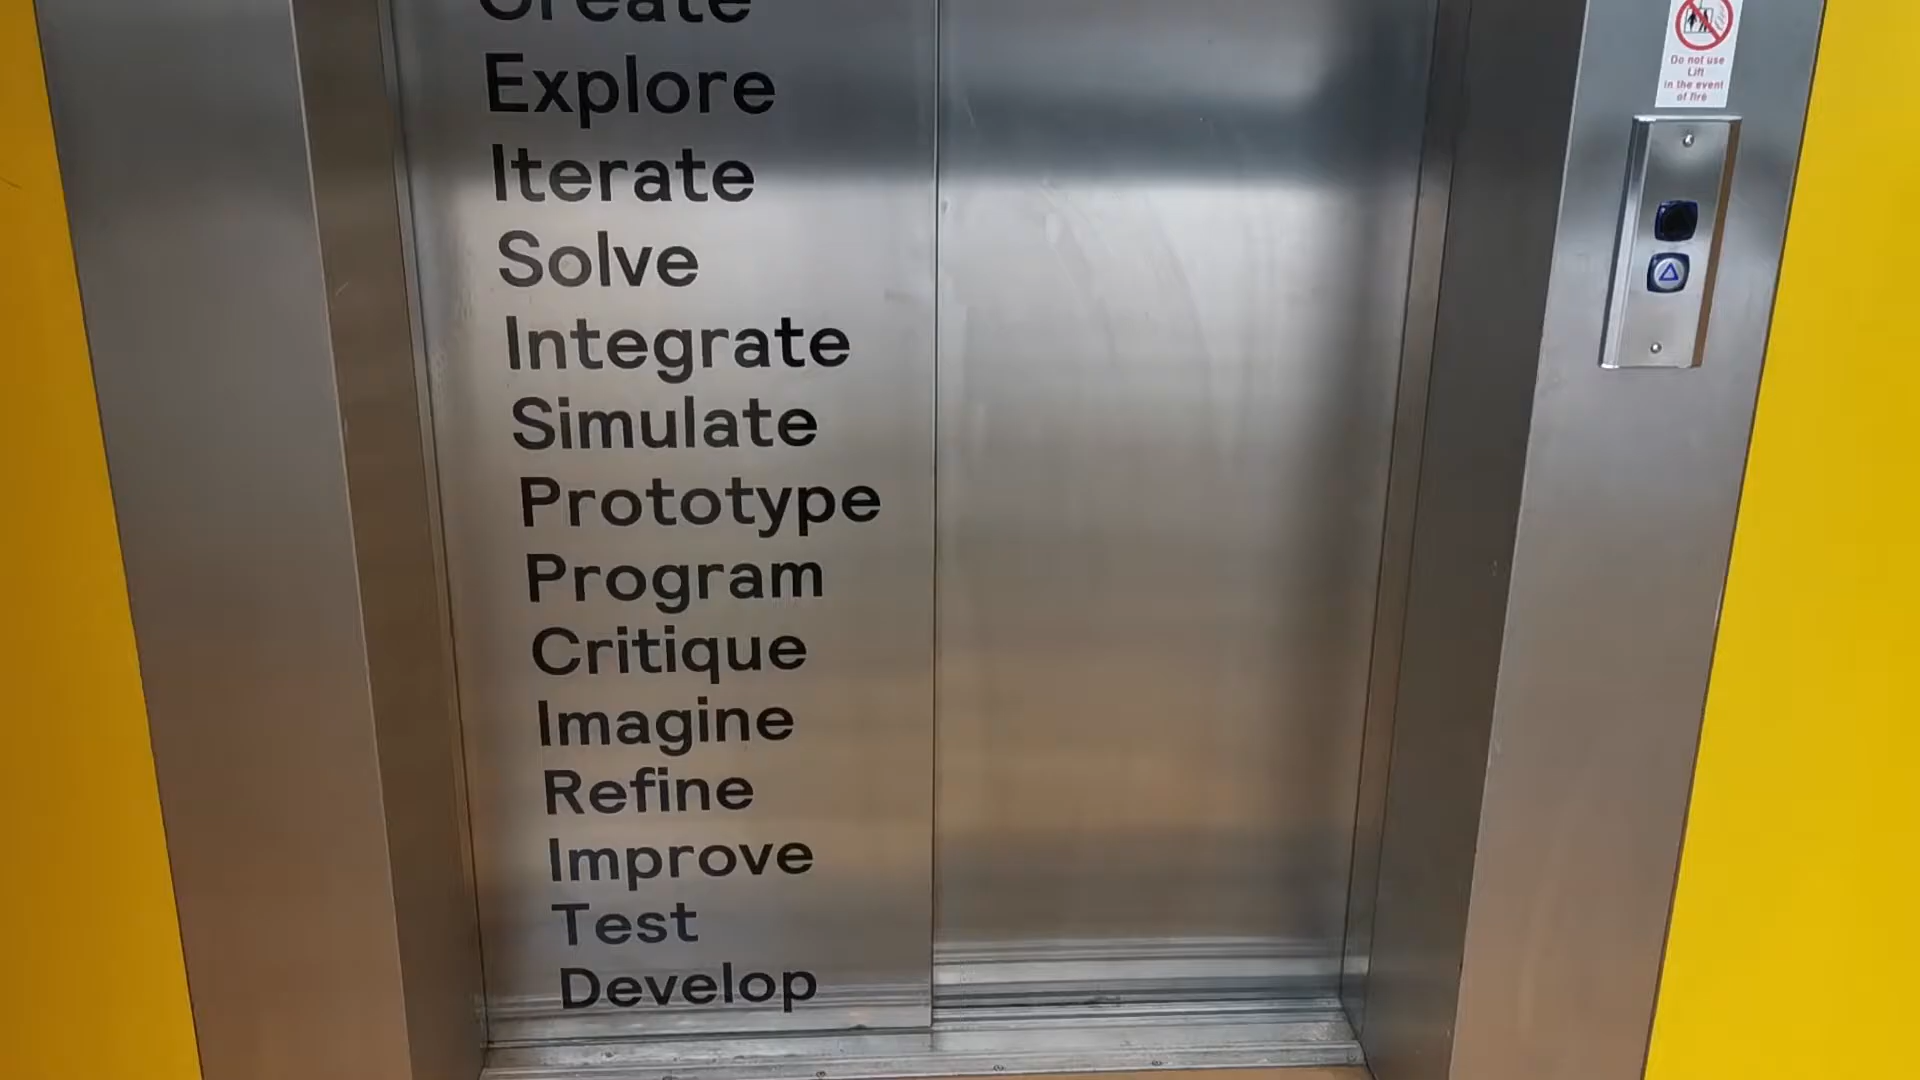 Create
Explore
Iterate
Solve
Integrate
Simulate
Prototype
Program
Critique
Imagine
Refine
Improve
Test
Develop
Do not use
Lift
in the event
of fire